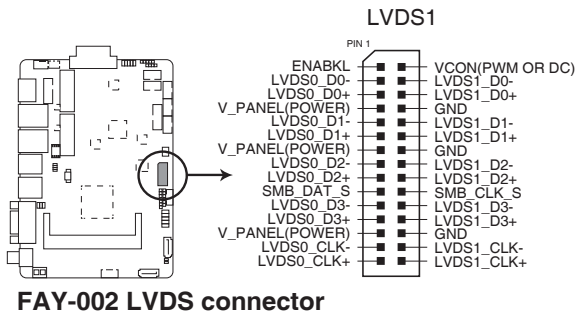 LVDS1
PIN 1
ENABKL VCON(PWM OR DC)
LVDS0_D0- LVDS1_D0-
LVDS0_D0+ LVDS1_D0+
V_PANEL(POWER) GND
LVDS0_D1- LVDS1_D1-
LVDS0_D1+ LVDS1_D1+
V_PANEL(POWER) GND
LVDS0_D2- LVDS1_D2-
LVDS0_D2+ LVDS1_D2+
SMB_DAT_S SMB_CLK_S
LVDS0_D3- LVDS1_D3-
LVDS0_D3+ LVDS1_D3+
V_PANEL(POWER) GND
LVDS0_CLK- LVDS1_CLK-
LVDS0_CLK+ LVDS1_CLK+
FAY-002 LVDS connector